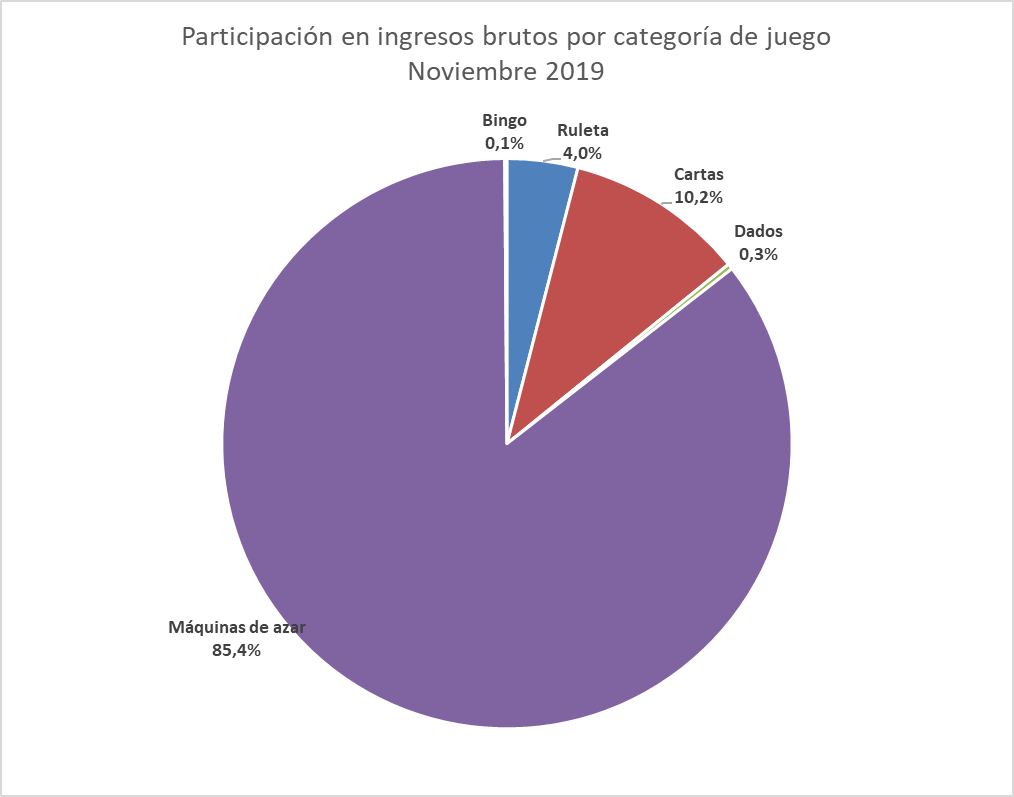 Participación en ingresos brutos por categoría de juego
Noviembre 2019
Bingo
0,1%
Ruleta
4,0%
Cartas
10,2%
Dados
0,3%
Máquinas de azar
85,4%